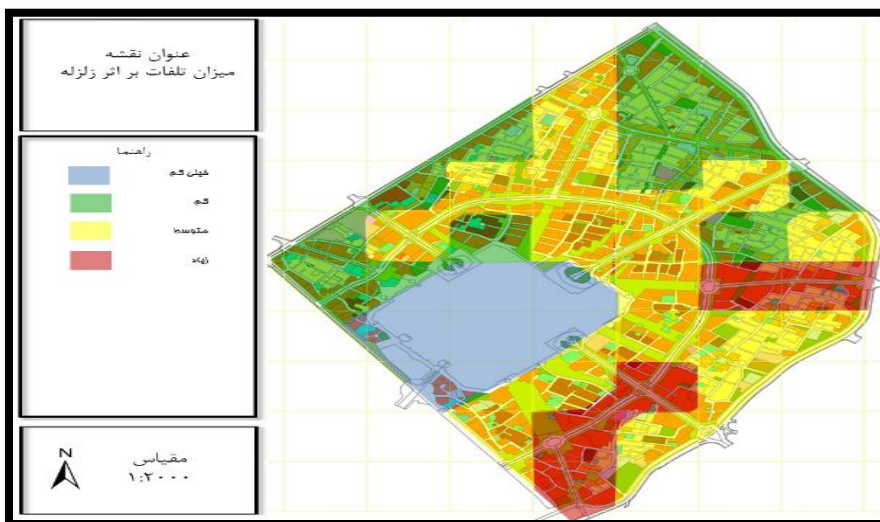 عنوان نقشه
میزان تلفات بر اثر زلزله
راهنما
خیلی کم
کم
متوسط
زیاد
N
مقیاس
۱:۲۰۰۰